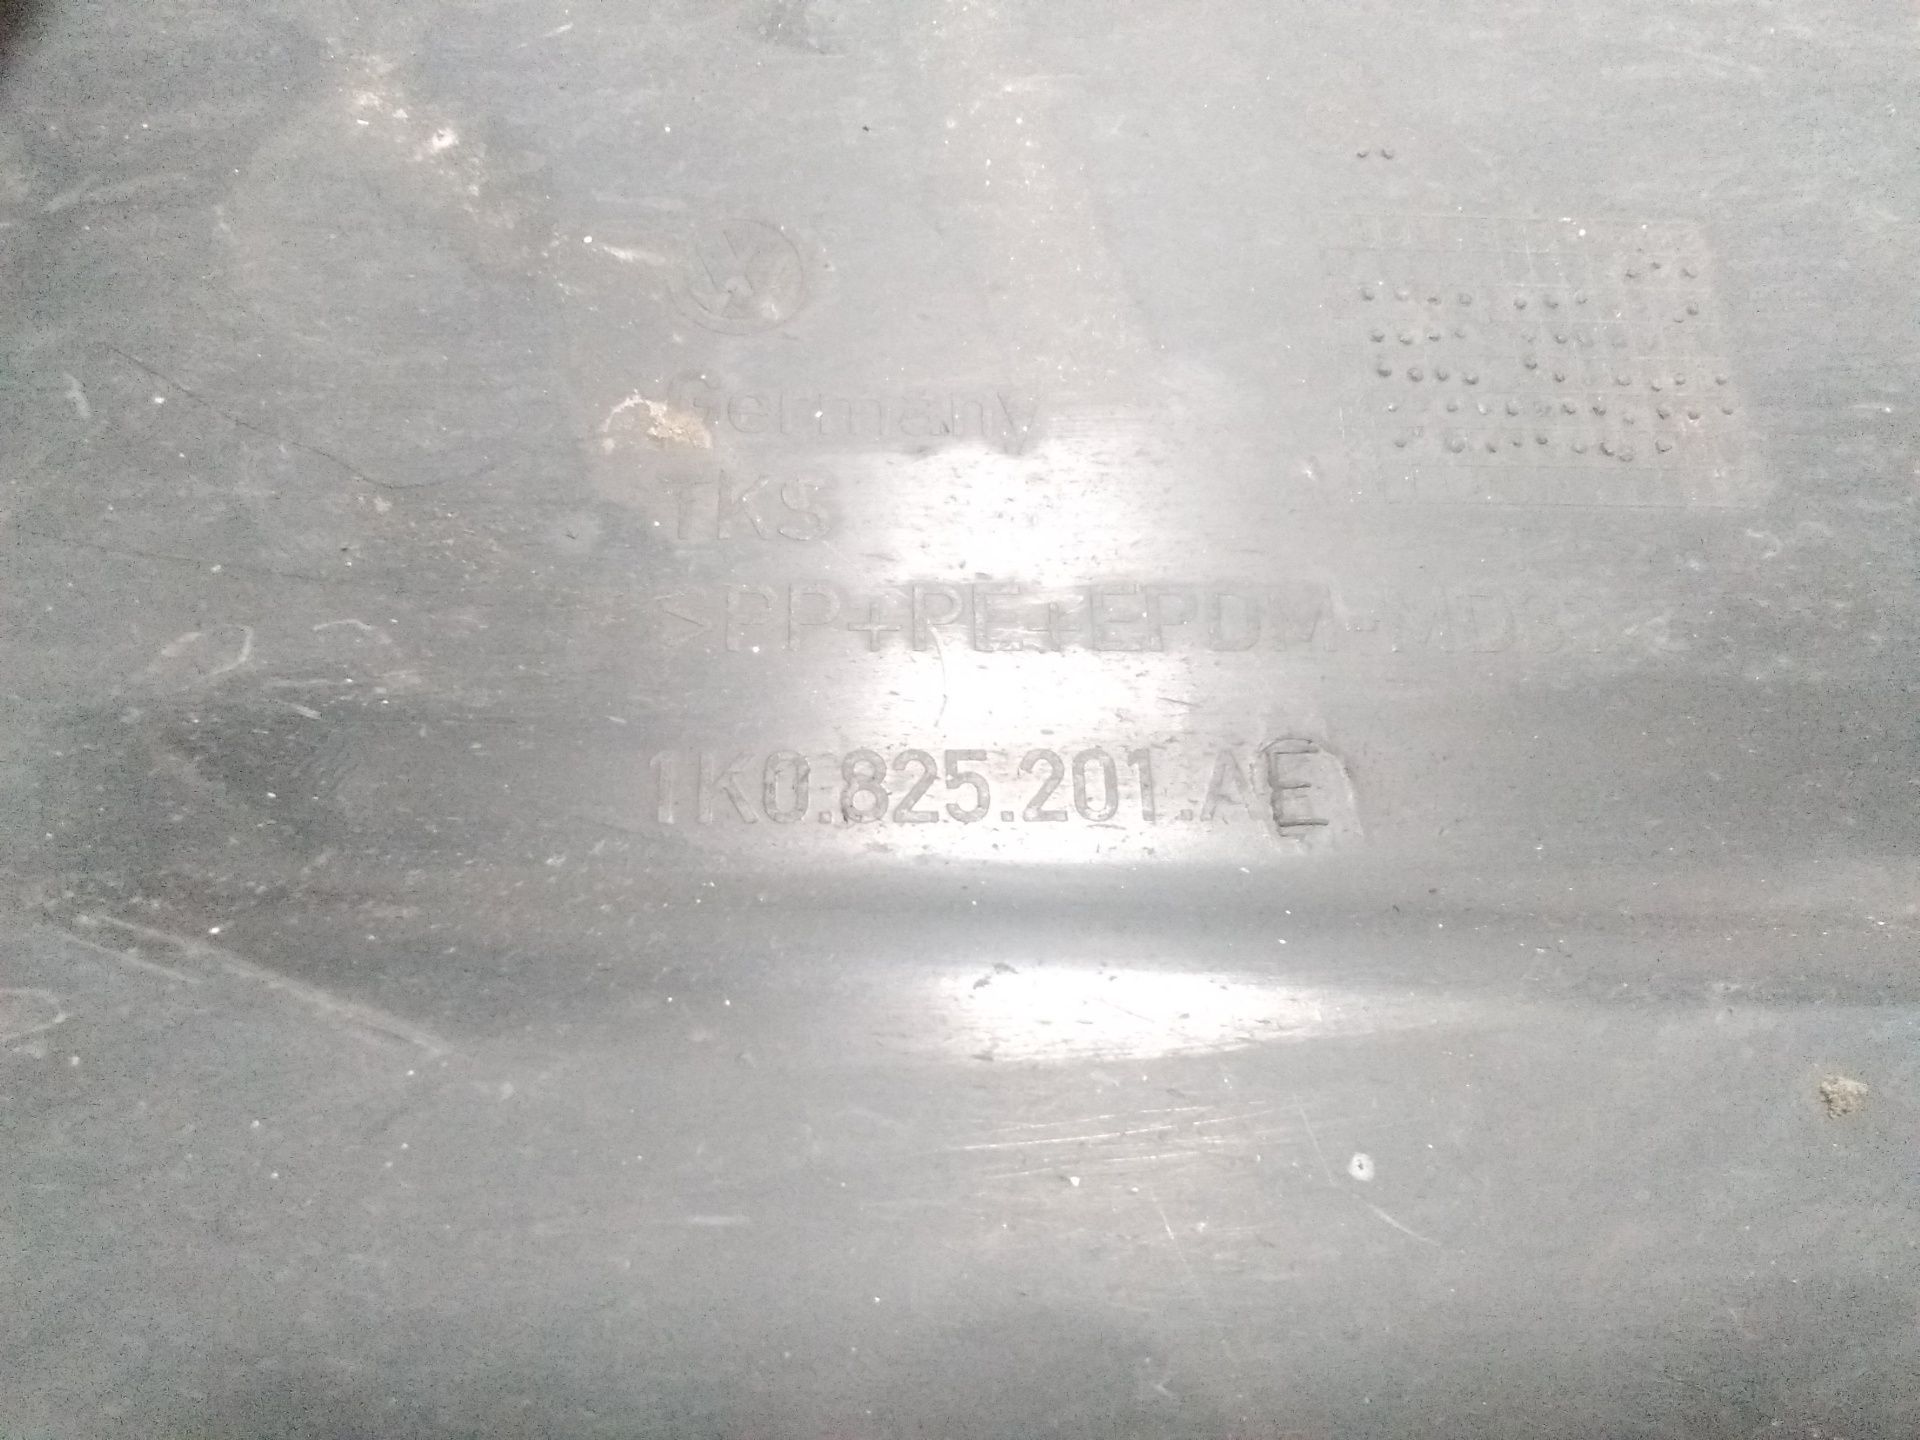 Germany
TKS
>PP+PE+EPDM-MD
1K0.825.201.AE